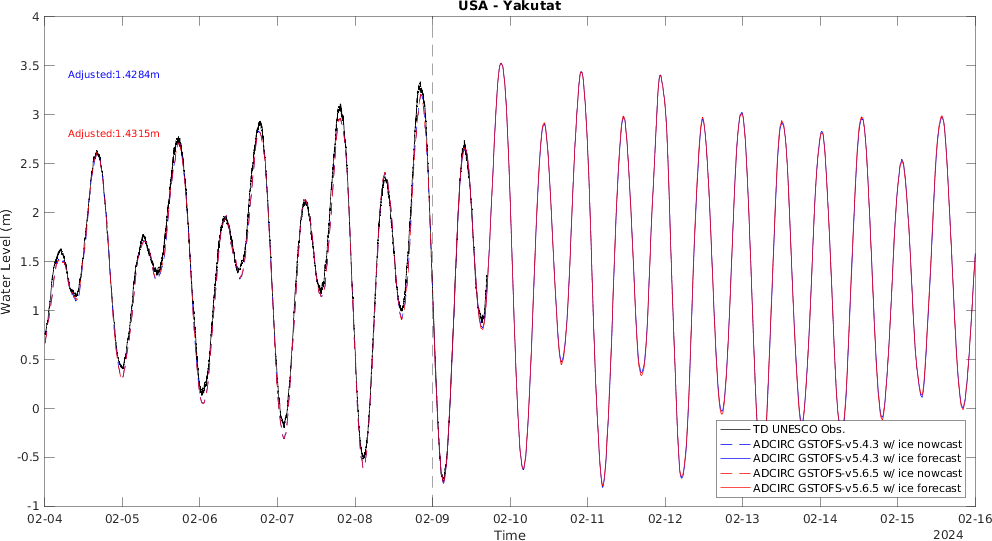 USA - Yakutat
4
3.5
3
2.5
2
1.5
1
0.5
0
-0.5
-1
Water Level (m)
Adjusted:1.4284m
Adjusted:1.4315m
TD UNESCO Obs.
ADCIRC GSTOFS-v5.4.3 w/ ice nowcast
ADCIRC GSTOFS-v5.4.3 w/ ice forecast
ADCIRC GSTOFS-v5.6.5 w/ ice nowcast
ADCIRC GSTOFS-v5.6.5 w/ ice forecast
02-04 02-05 02-06 02-07 02-08 02-09 02-10 02-11 02-12 02-13 02-14 02-15 02-16
Time
2024